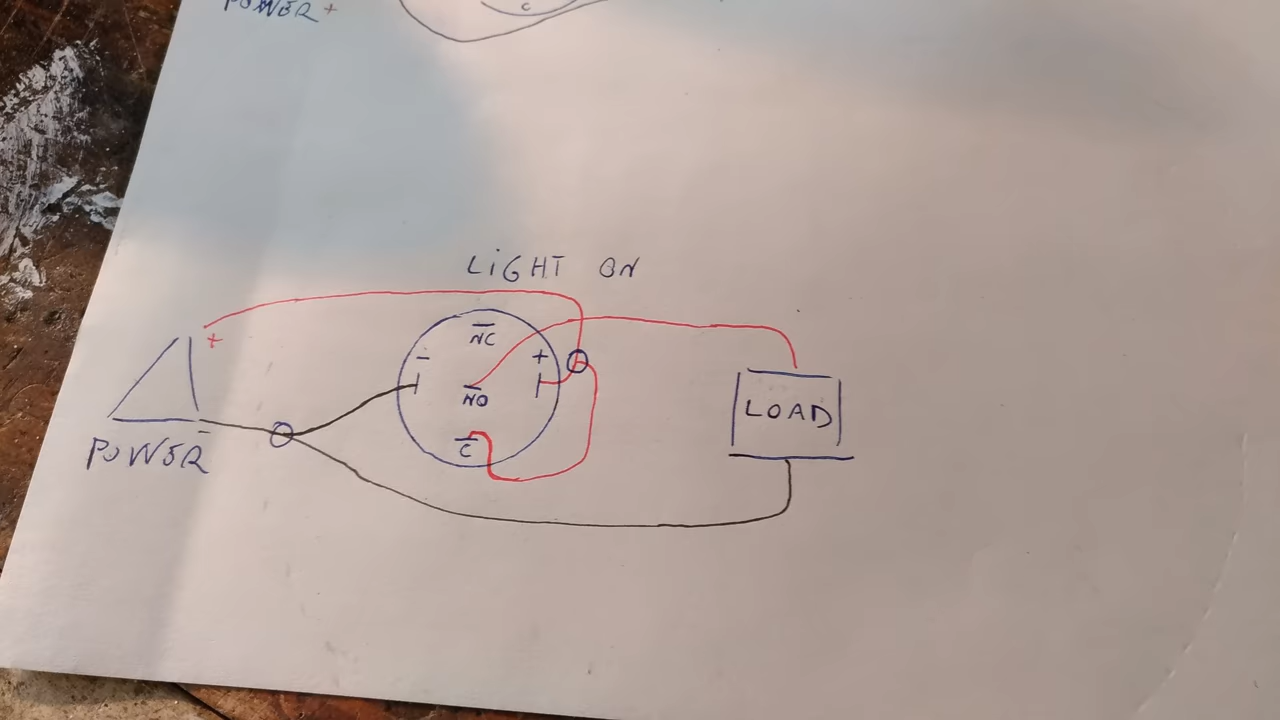 POWER +
C
LIGHT ON
+
NC
- +
NO
LOAD
C
-
POWER